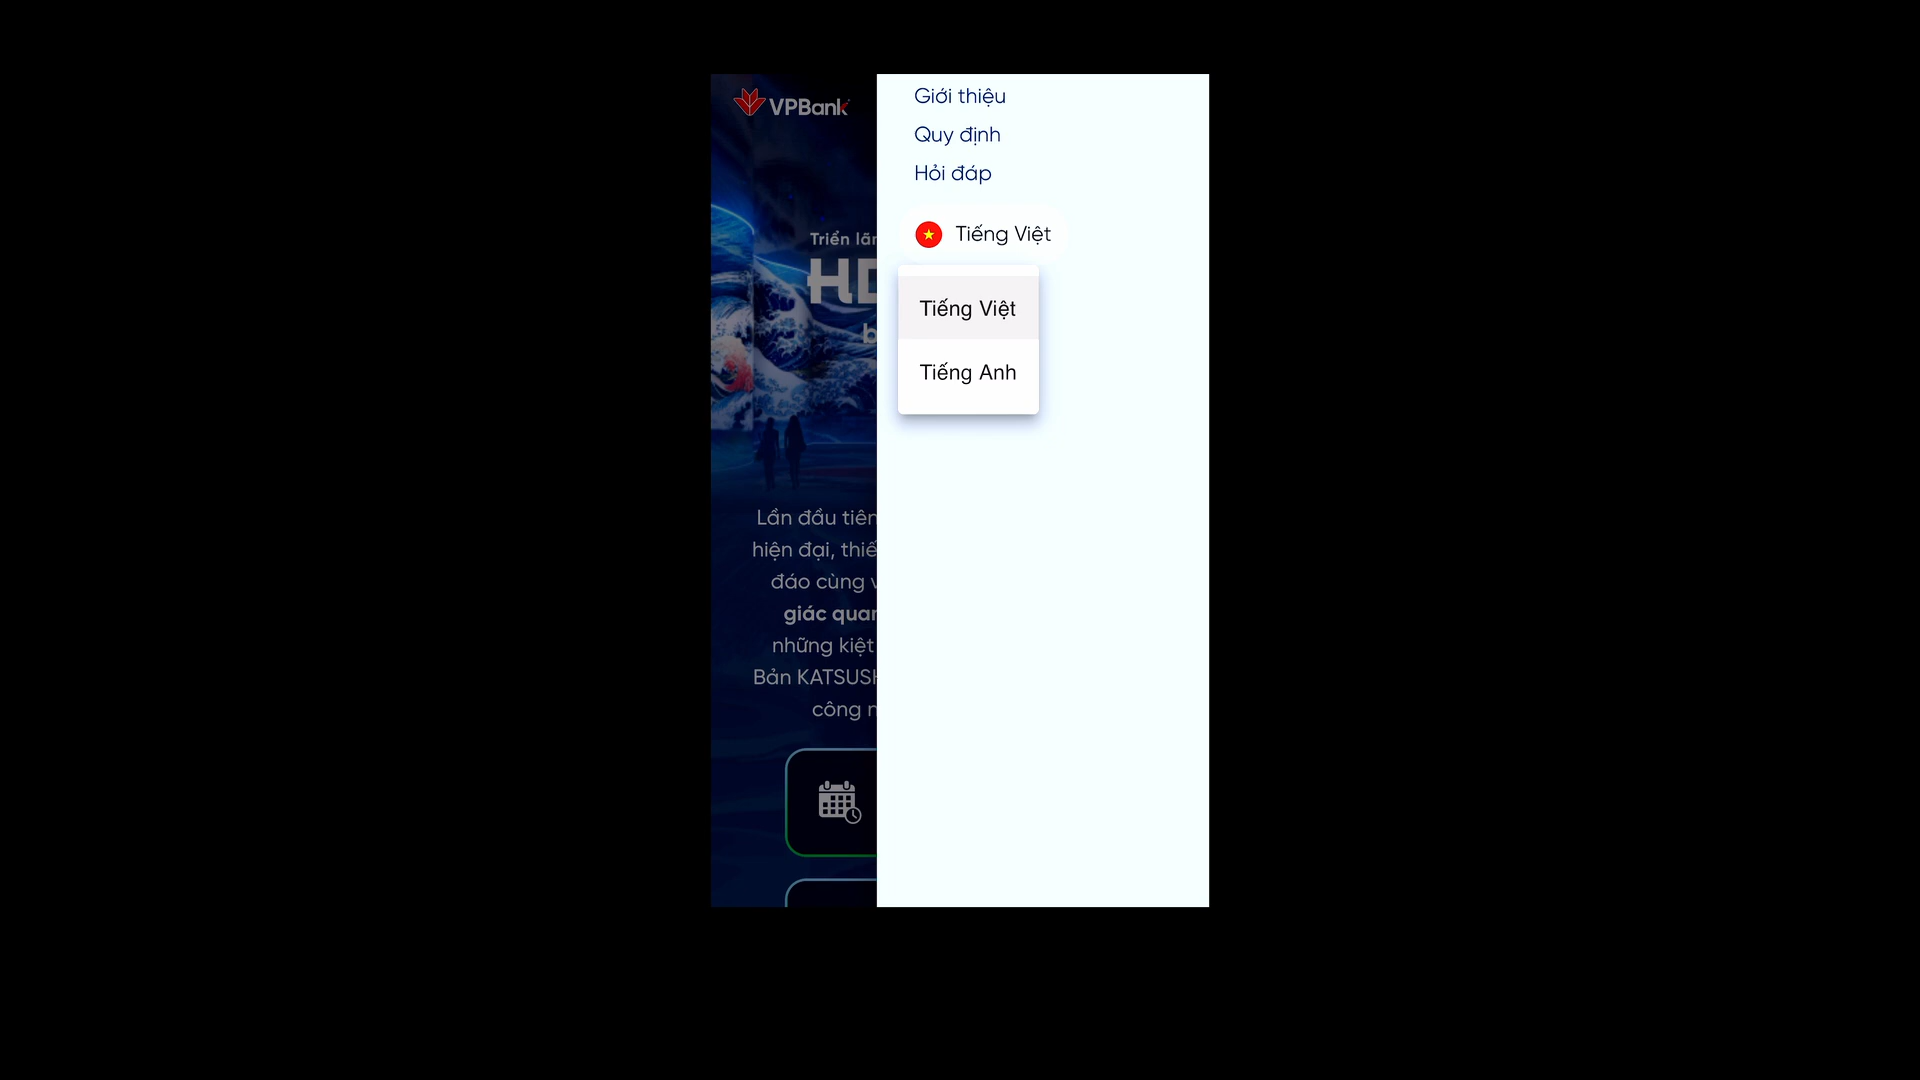 VPBank
Giới thiệu
Quy định
Hỏi đáp
Tiếng Việt
Tiếng Việt
Tiếng Anh
Triển
b
Lần đầu tiên
hiện đại, thiế
đáo cùng v
giác quan
những kiệt
Bản KATSUSH
công n